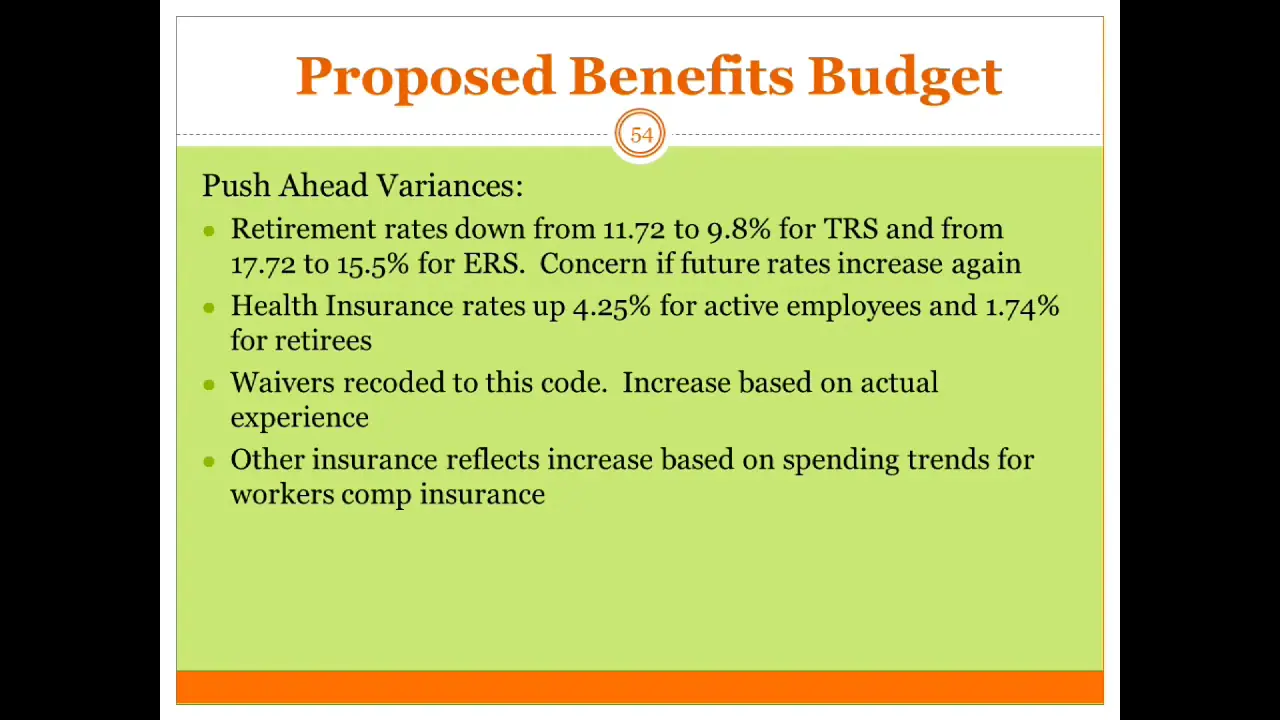 Proposed Benefits Budget
54
Push Ahead Variances:
• Retirement rates down from 11.72 to 9.8% for TRS and from
17.72 to 15.5% for ERS.  Concern if future rates increase again
• Health Insurance rates up 4.25% for active employees and 1.74%
for retirees
• Waivers recoded to this code.  Increase based on actual
experience
• Other insurance reflects increase based on spending trends for
workers comp insurance